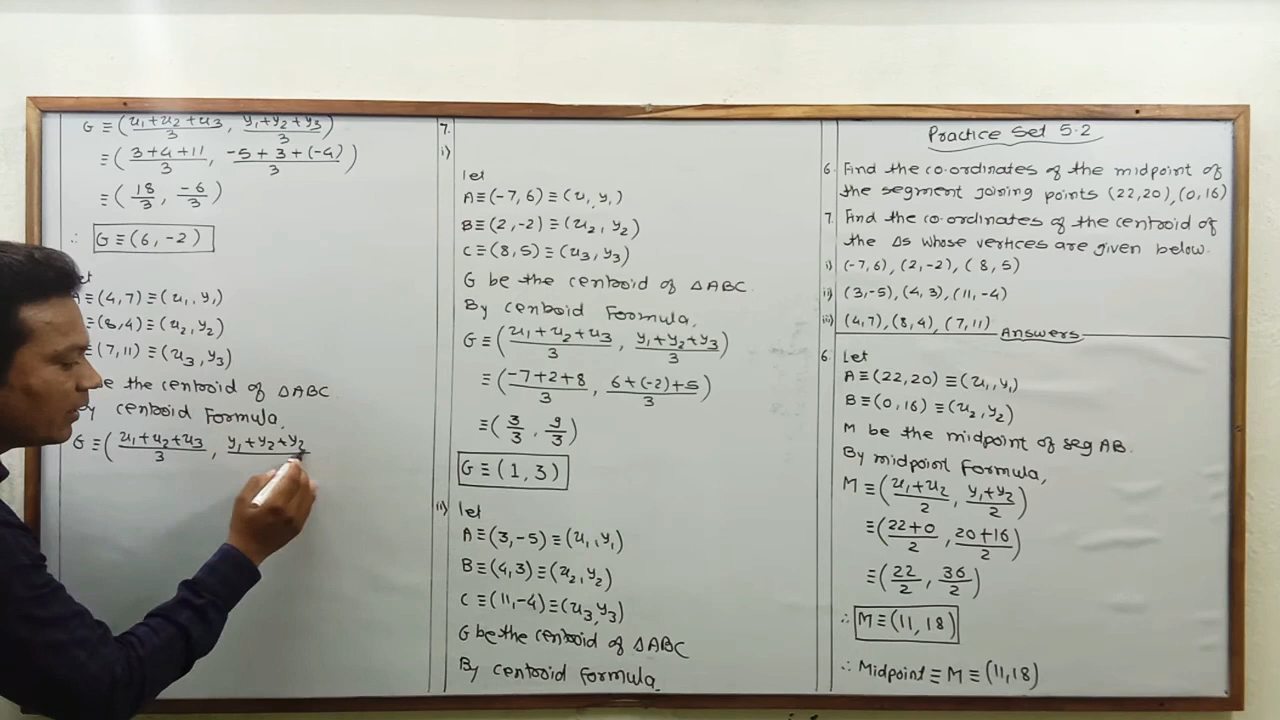 Practice Set 5.2
6. Find the co-ordinates of the midpoint of
the segment joining points (22,20), (0,16)
7. Find the co-ordinates of the centroid of
the Δs whose vertices are given below.
i) (-7,6), (2,-2), (8,5)
ii) (3,-5), (4,3), (11,-4)
iii) (4,7), (8,4), (7,11)
Answers
6. Let
A≡(22,20)≡(x₁,y₁)
B≡(0,16)≡(x₂,y₂)
M be the midpoint of seg AB.
By midpoint Formula,
M≡((x₁+x₂)/2, (y₁+y₂)/2)
≡((22+0)/2, (20+16)/2)
≡(22/2, 36/2)
∴ M≡(11,18)
∴ Midpoint ≡ M ≡ (11,18)
7.
i)
let
A≡(-7,6)≡(x₁,y₁)
B≡(2,-2)≡(x₂,y₂)
C≡(8,5)≡(x₃,y₃)
G be the centroid of ΔABC.
By centroid Formula,
G≡((x₁+x₂+x₃)/3, (y₁+y₂+y₃)/3)
≡((-7+2+8)/3, (6+(-2)+5)/3)
≡(3/3, 9/3)
G≡(1,3)
ii) let
A≡(3,-5)≡(x₁,y₁)
B≡(4,3)≡(x₂,y₂)
C≡(11,-4)≡(x₃,y₃)
G be the centroid of ΔABC
By centroid Formula.
G≡((x₁+x₂+x₃)/3, (y₁+y₂+y₃)/3)
≡((3+4+11)/3, (-5+3+(-4))/3)
≡(18/3, -6/3)
∴ G≡(6,-2)
≡(4,7)≡(x₁,y₁)
≡(8,4)≡(x₂,y₂)
≡(7,11)≡(x₃,y₃)
be the centroid of ΔABC.
By centroid Formula,
G≡((x₁+x₂+x₃)/3, y₁+y₂+y₂